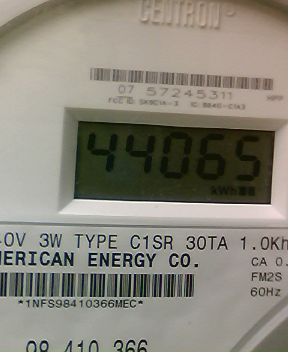 CENTRON
07 57245311
44065
kWh
40V 3W TYPE C1SR 30TA 1.0Kh
MERICAN ENERGY CO.
CA 0.
FM2S
60Hz
*1NFS98410366MEC*
98 410 366